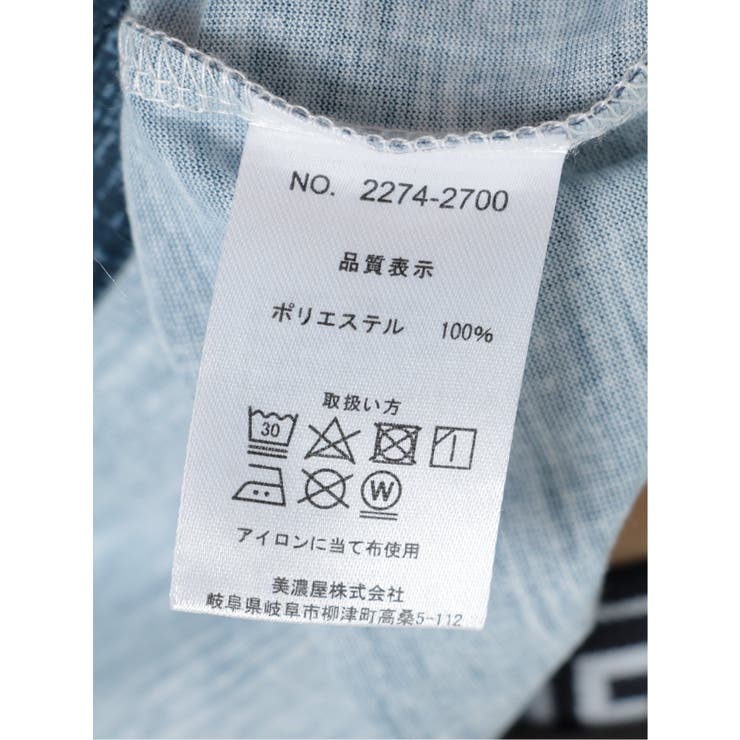 NO. 2274-2700
品質表示
ポリエステル 100%
取扱い方
30
W
アイロンに当て布使用
美濃屋株式会社
岐阜県岐阜市柳津町高桑5-112